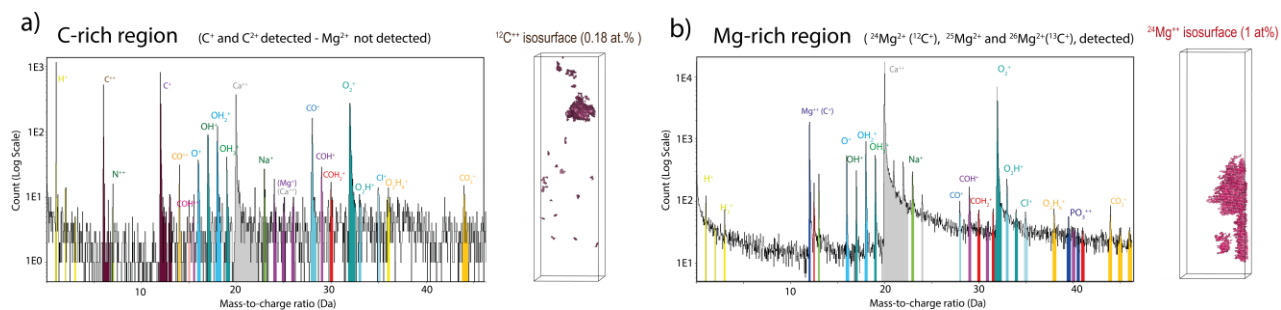 a)
C-rich region (C⁺ and C²⁺ detected - Mg²⁺ not detected)
¹²C⁺⁺ isosurface (0.18 at.%)
Count (Log Scale)
1E3
1E2
1E1
1E0
H⁺
C⁺⁺
N⁺⁺
C⁺
CO⁺⁺
COH⁺⁺
O⁺
OH⁺
OH₂⁺
OH₃⁺
Ca⁺⁺
Na⁺
(Mg⁺)
(Ca⁺⁺)
CO⁺
COH⁺
COH₂⁺
O₂⁺
O₂H⁺
Cl⁺
O₂H₄⁺
CO₂⁺
10
20
30
40
Mass-to-charge ratio (Da)
b)
Mg-rich region ( ²⁴Mg²⁺ (¹²C⁺), ²⁵Mg²⁺ and ²⁶Mg²⁺(¹³C⁺), detected)
²⁴Mg⁺⁺ isosurface (1 at%)
Count (Log Scale)
1E4
1E3
1E2
1E1
H⁺
H₃⁺
Mg⁺⁺ (C⁺)
O⁺
OH⁺
OH₂⁺
OH₃⁺
Ca⁺⁺
Na⁺
CO⁺
COH⁺
COH₂⁺
O₂⁺
O₂H⁺
Cl⁺
PO₃⁺⁺
CO₂⁺
10
20
30
40
Mass-to-charge ratio (Da)